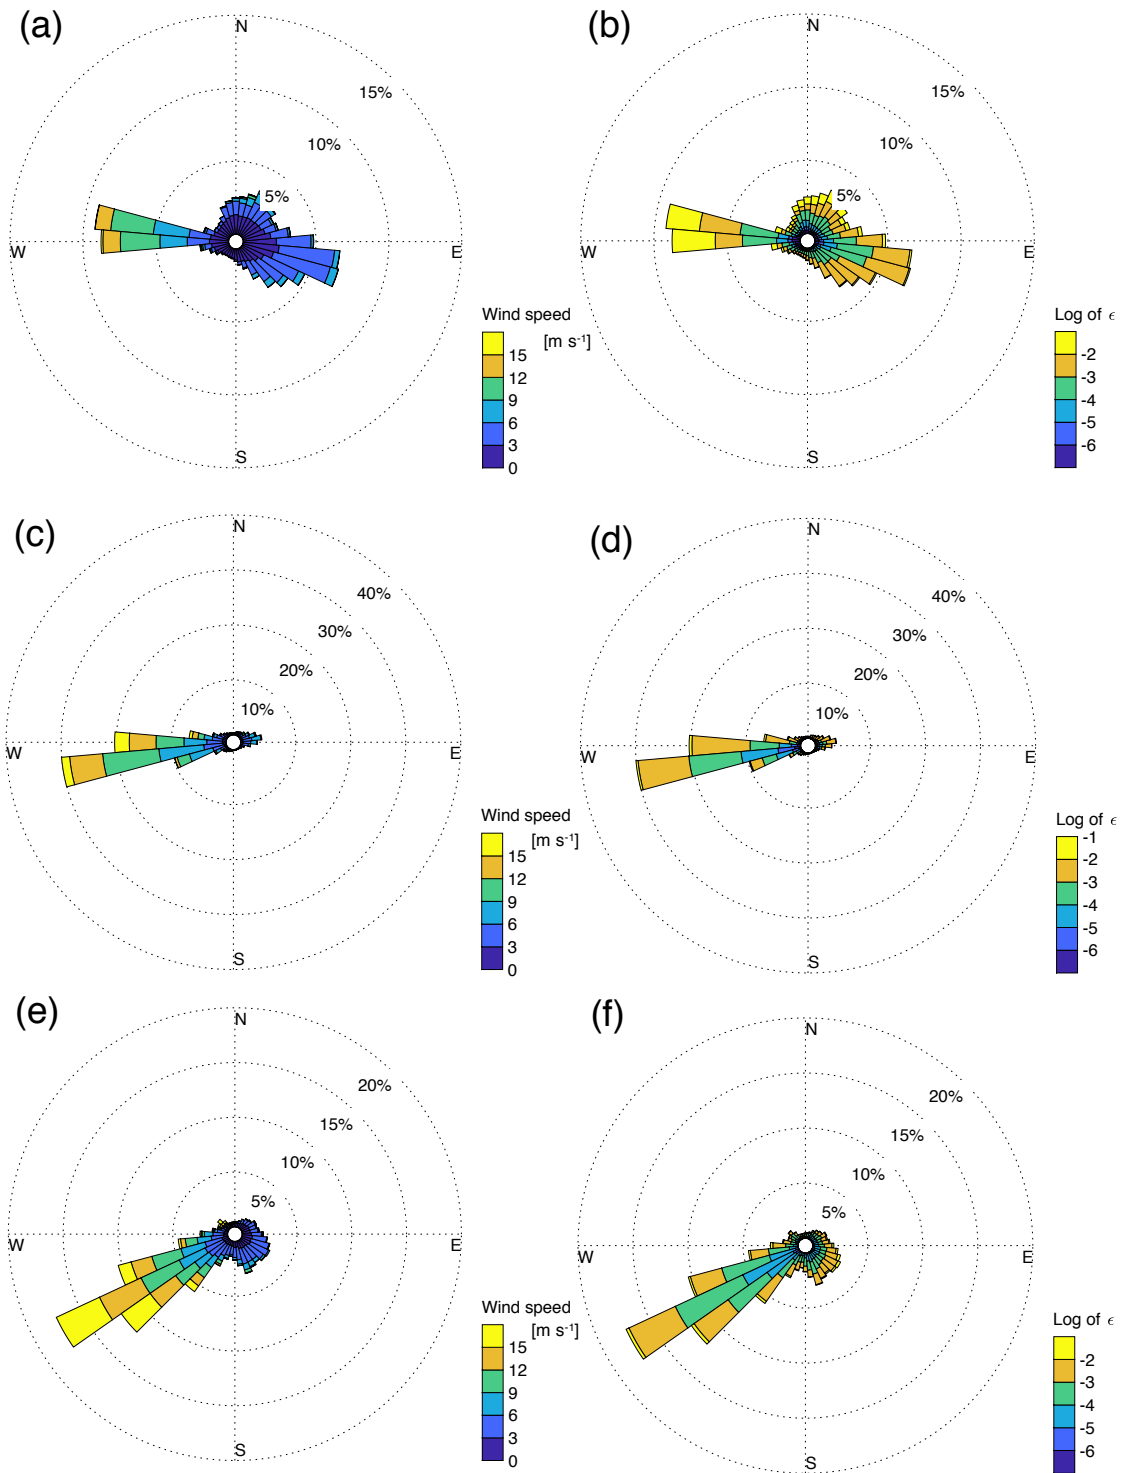 (a)
N
15%
10%
5%
W
E
S
Wind speed
[m s-1]
15
12
9
6
3
0
(b)
N
15%
10%
5%
W
E
S
Log of ϵ
-2
-3
-4
-5
-6
(c)
N
40%
30%
20%
10%
W
E
S
Wind speed
[m s-1]
15
12
9
6
3
0
(d)
N
40%
30%
20%
10%
W
E
S
Log of ϵ
-1
-2
-3
-4
-5
-6
(e)
N
20%
15%
10%
5%
W
E
S
Wind speed
[m s-1]
15
12
9
6
3
0
(f)
N
20%
15%
10%
5%
W
E
S
Log of ϵ
-2
-3
-4
-5
-6